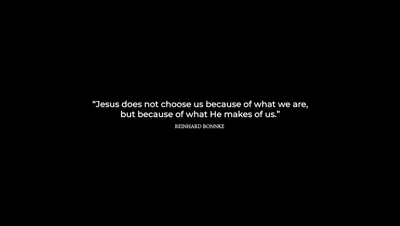 “Jesus does not choose us because of what we are,
but because of what He makes of us.”
REINHARD BONNKE